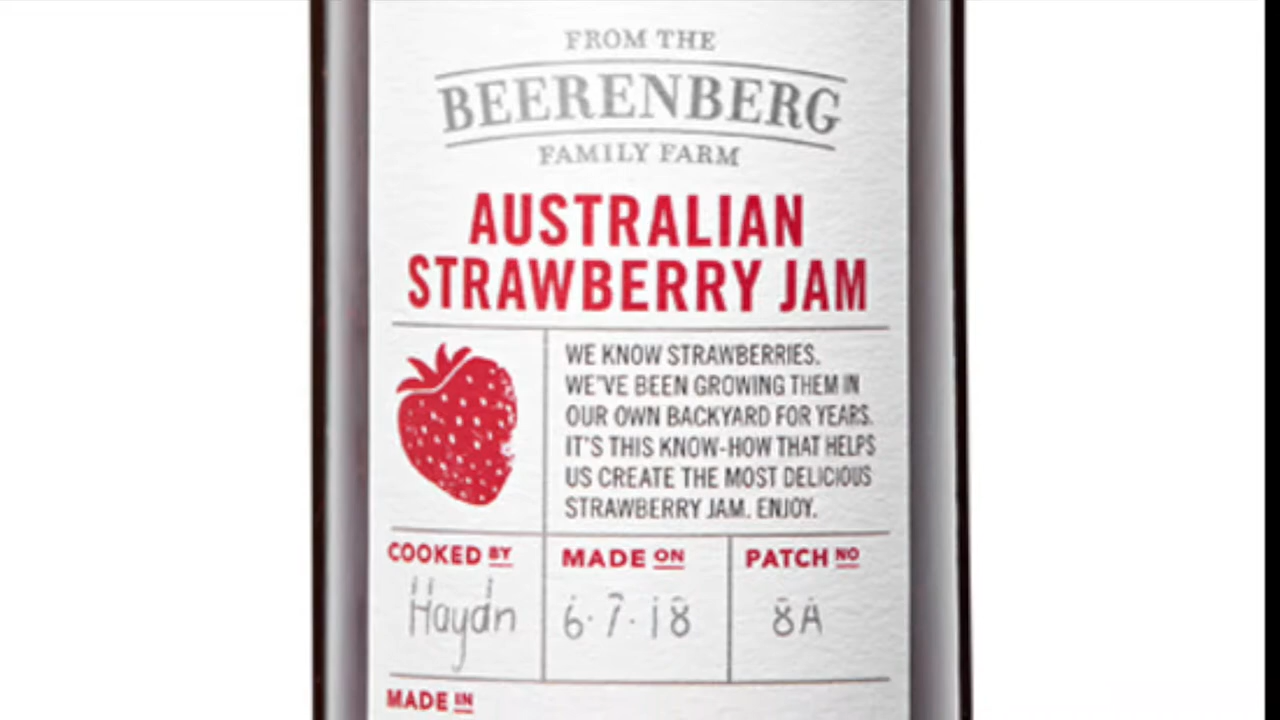 FROM THE
BEERENBERG
FAMILY FARM
AUSTRALIAN
STRAWBERRY JAM
WE KNOW STRAWBERRIES.
WE'VE BEEN GROWING THEM IN
OUR OWN BACKYARD FOR YEARS.
IT'S THIS KNOW-HOW THAT HELPS
US CREATE THE MOST DELICIOUS
STRAWBERRY JAM. ENJOY.
COOKED BY
Haydn
MADE ON
6.7.18
PATCH NO
8A
MADE IN